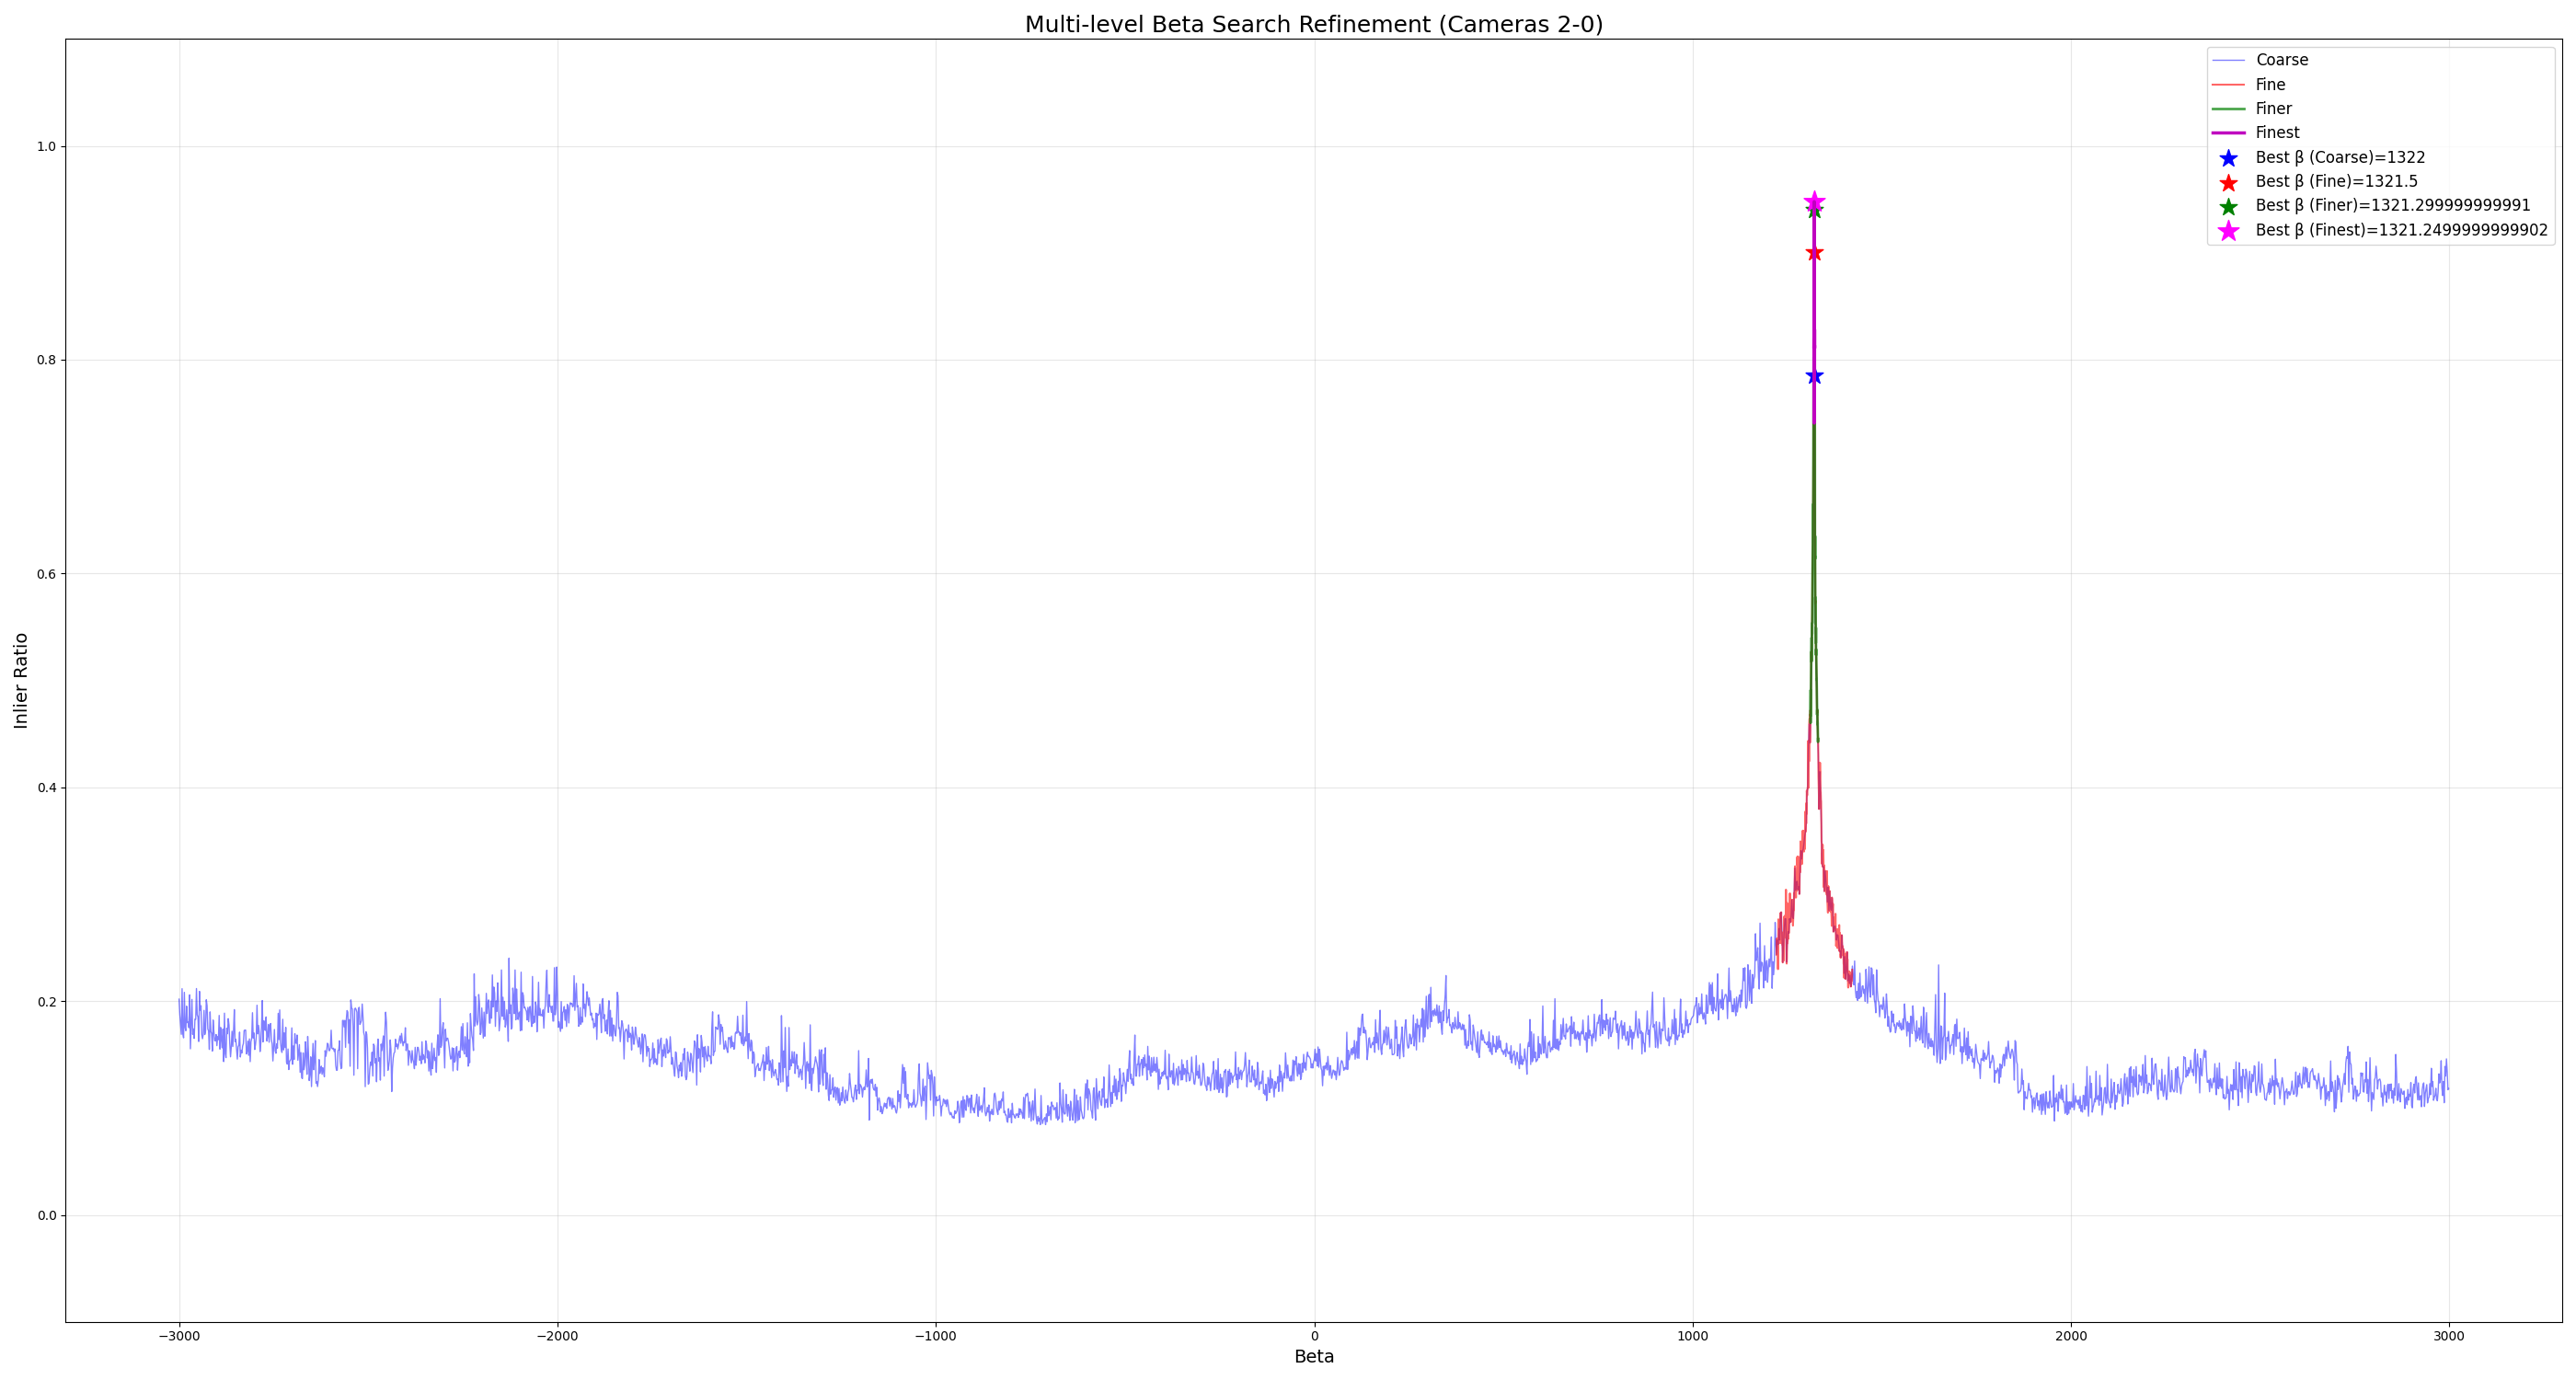 Multi-level Beta Search Refinement (Cameras 2-0)
Coarse
Fine
Finer
Finest
Best β (Coarse)=1322
Best β (Fine)=1321.5
Best β (Finer)=1321.299999999991
Best β (Finest)=1321.2499999999902
Inlier Ratio
1.0
0.8
0.6
0.4
0.2
0.0
−3000
−2000
−1000
0
1000
2000
3000
Beta